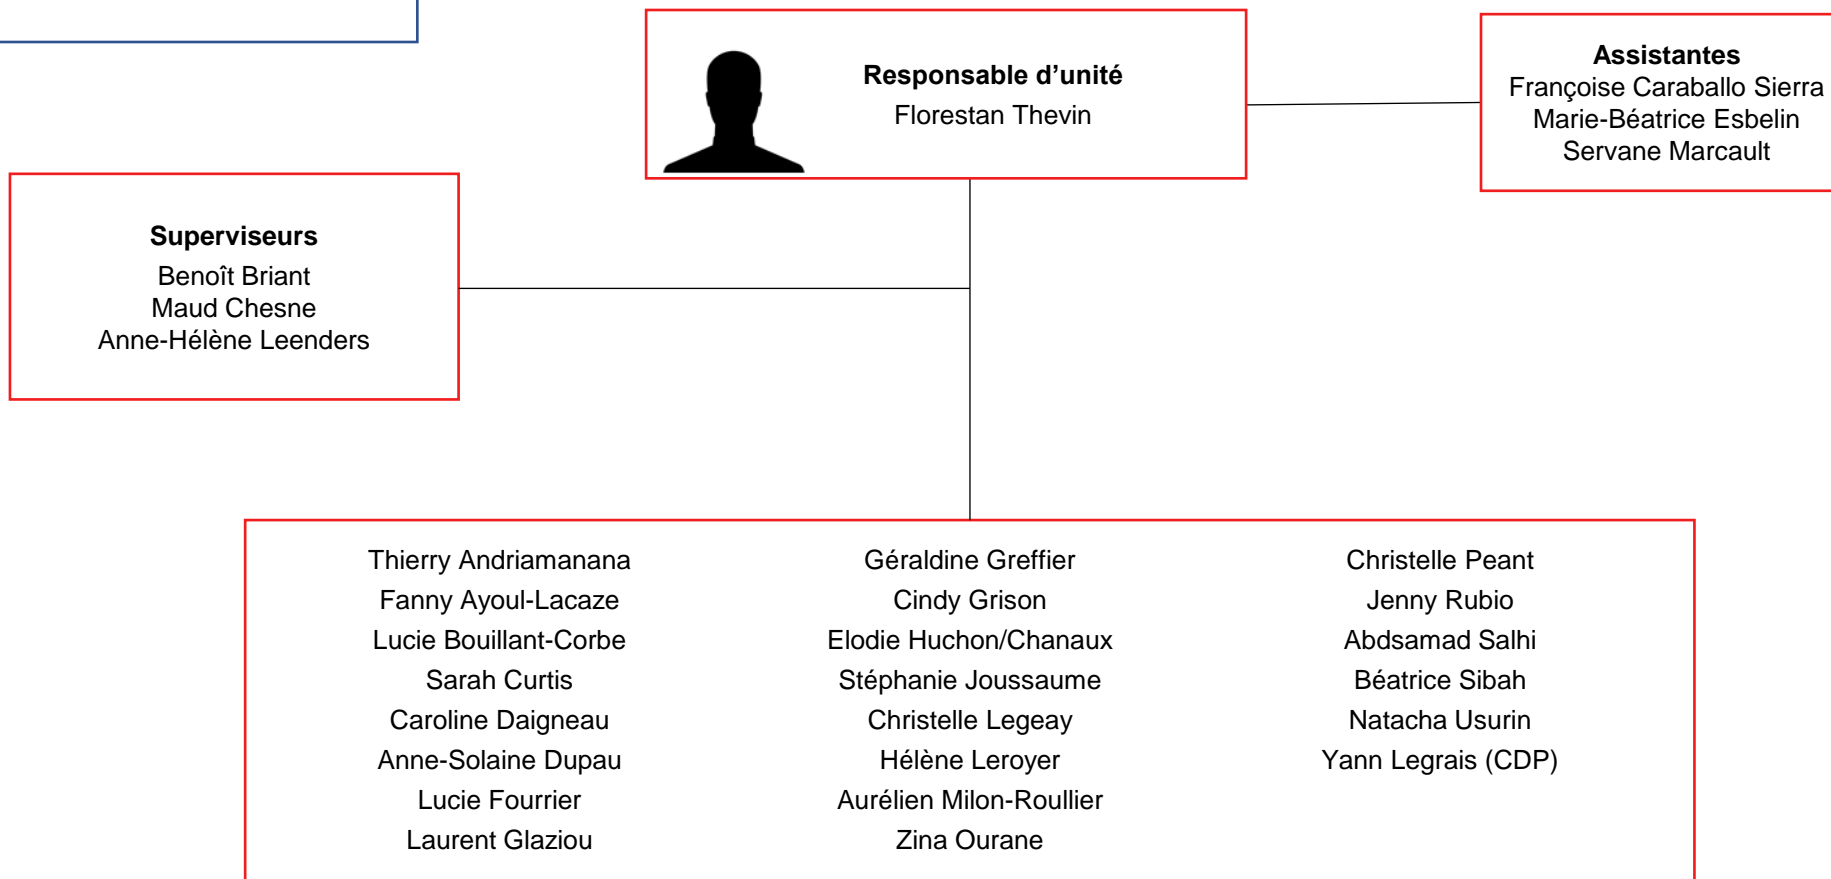 Responsable d’unité
Florestan Thevin
Assistantes
Françoise Caraballo Sierra
Marie-Béatrice Esbelin
Servane Marcault
Superviseurs
Benoît Briant
Maud Chesne
Anne-Hélène Leenders
Thierry Andriamanana
Fanny Ayoul-Lacaze
Lucie Bouillant-Corbe
Sarah Curtis
Caroline Daigneau
Anne-Solaine Dupau
Lucie Fourrier
Laurent Glaziou
Géraldine Greffier
Cindy Grison
Elodie Huchon/Chanaux
Stéphanie Joussaume
Christelle Legeay
Hélène Leroyer
Aurélien Milon-Roullier
Zina Ourane
Christelle Peant
Jenny Rubio
Abdsamad Salhi
Béatrice Sibah
Natacha Usurin
Yann Legrais (CDP)